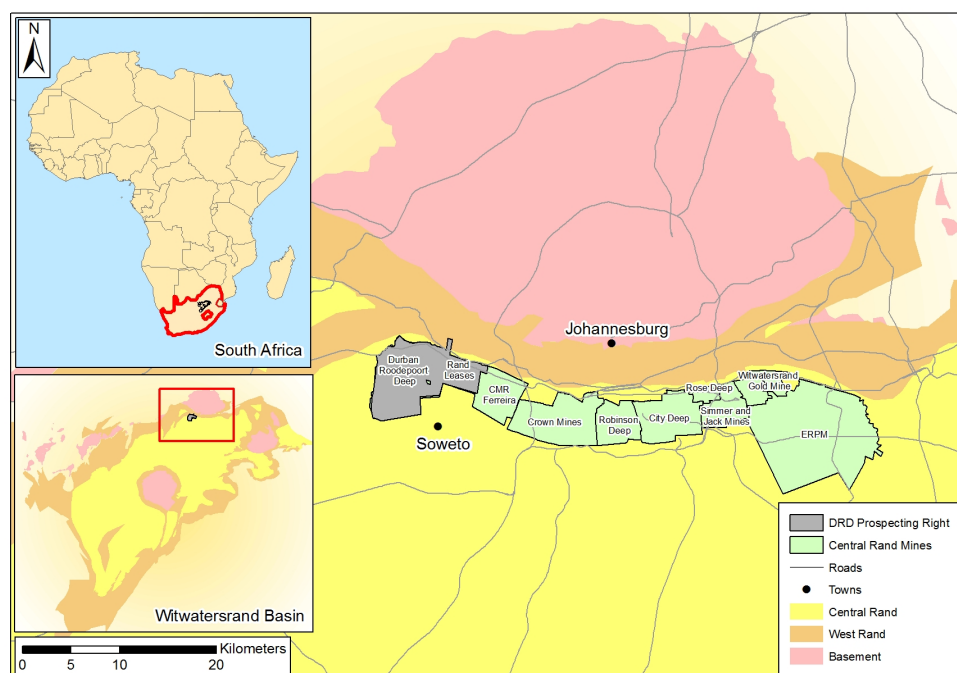 N
South Africa
Witwatersrand Basin
Kilometers
0 5 10 20
Johannesburg
Soweto
Durban
Roodepoort
Deep
Rand
Leases
CMR
Ferreira
Crown Mines
Robinson
Deep
City Deep
Rose Deep
Simmer and
Jack Mines
Witwatersrand
Gold Mine
ERPM
DRD Prospecting Right
Central Rand Mines
Roads
Towns
Central Rand
West Rand
Basement